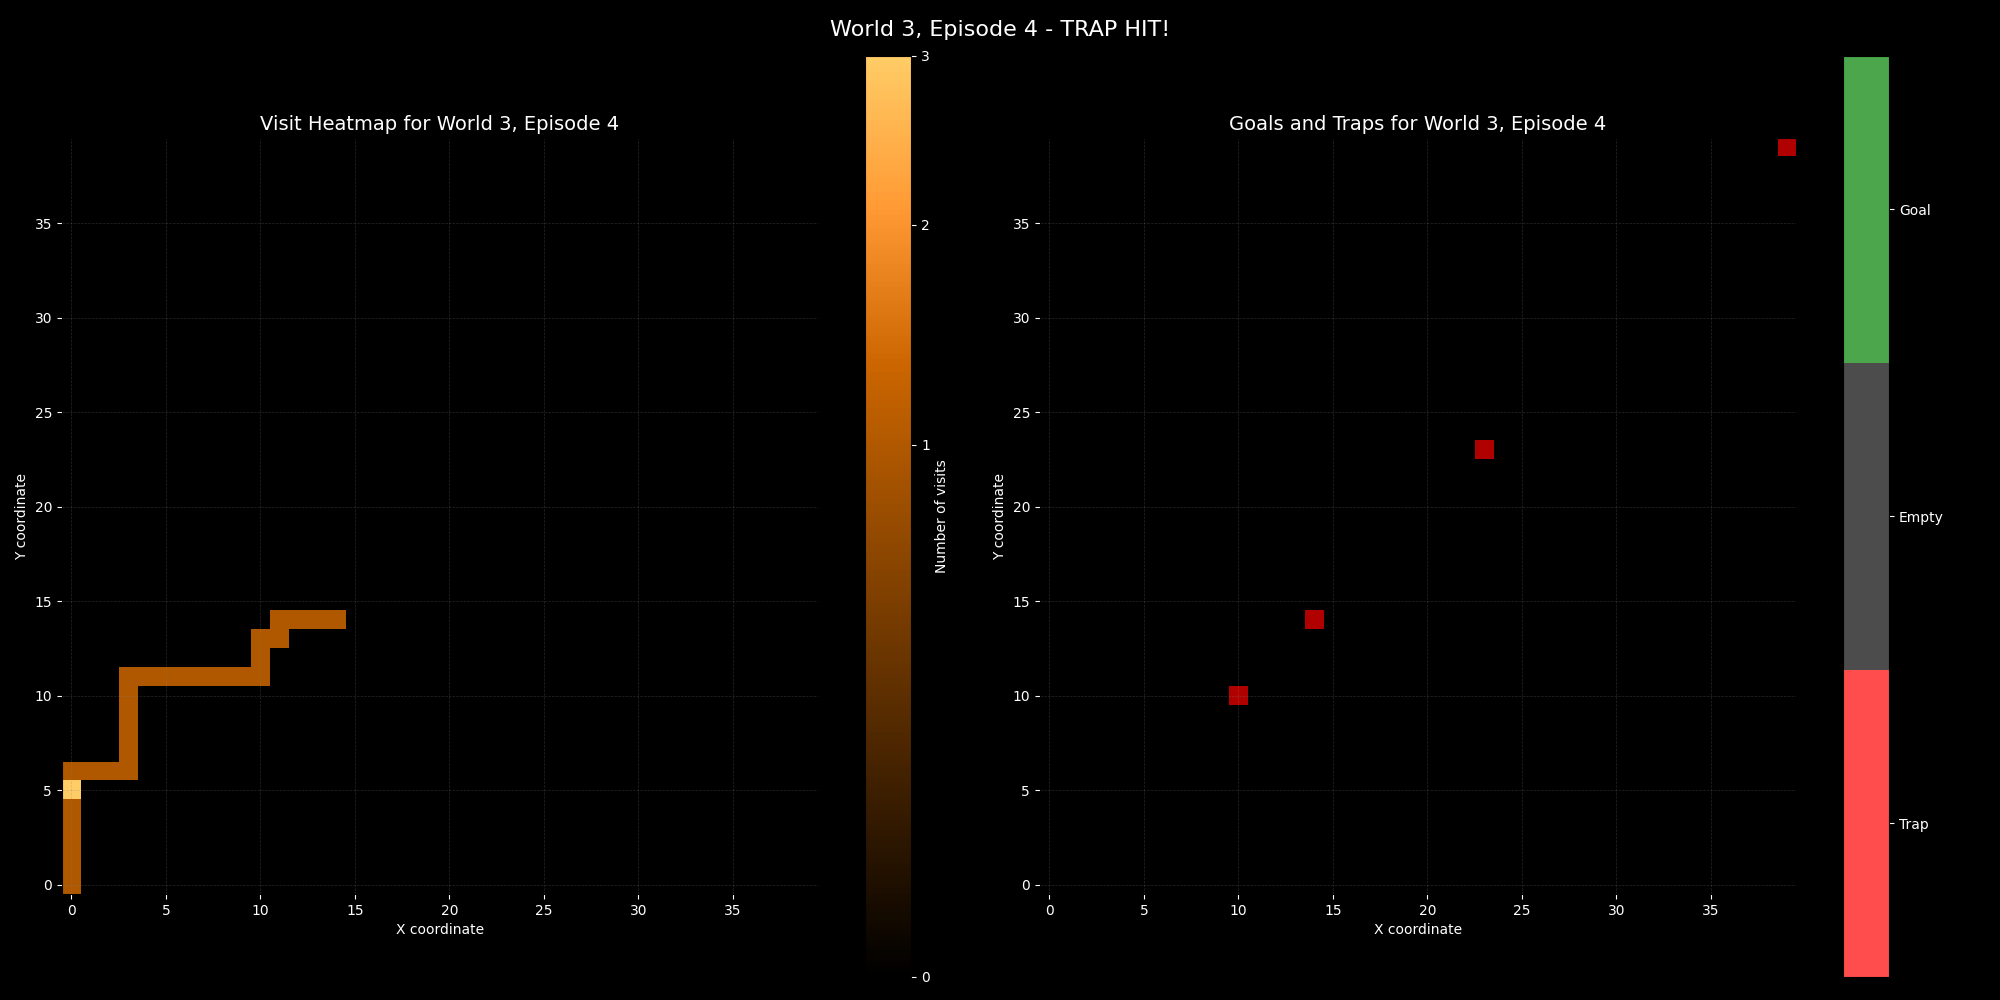 World 3, Episode 4 - TRAP HIT!
Visit Heatmap for World 3, Episode 4
35
30
25
20
15
10
5
0
Y coordinate
0 5 10 15 20 25 30 35
X coordinate
3
2
1
0
Number of visits
Goals and Traps for World 3, Episode 4
35
30
25
20
15
10
5
0
Y coordinate
0 5 10 15 20 25 30 35
X coordinate
Goal
Empty
Trap